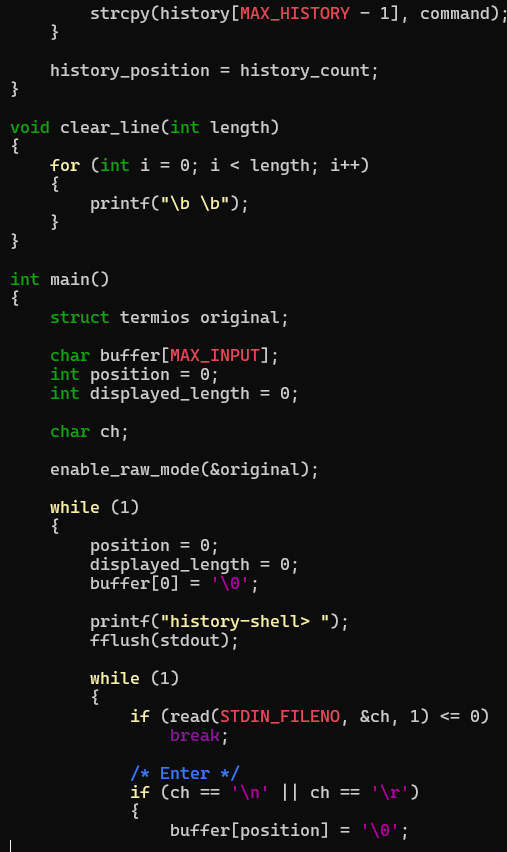 strcpy(history[MAX_HISTORY - 1], command);
    }

    history_position = history_count;
}

void clear_line(int length)
{
    for (int i = 0; i < length; i++)
    {
        printf("\b \b");
    }
}

int main()
{
    struct termios original;

    char buffer[MAX_INPUT];
    int position = 0;
    int displayed_length = 0;

    char ch;

    enable_raw_mode(&original);

    while (1)
    {
        position = 0;
        displayed_length = 0;
        buffer[0] = '\0';

        printf("history-shell> ");
        fflush(stdout);

        while (1)
        {
            if (read(STDIN_FILENO, &ch, 1) <= 0)
                break;

            /* Enter */
            if (ch == '\n' || ch == '\r')
            {
                buffer[position] = '\0';